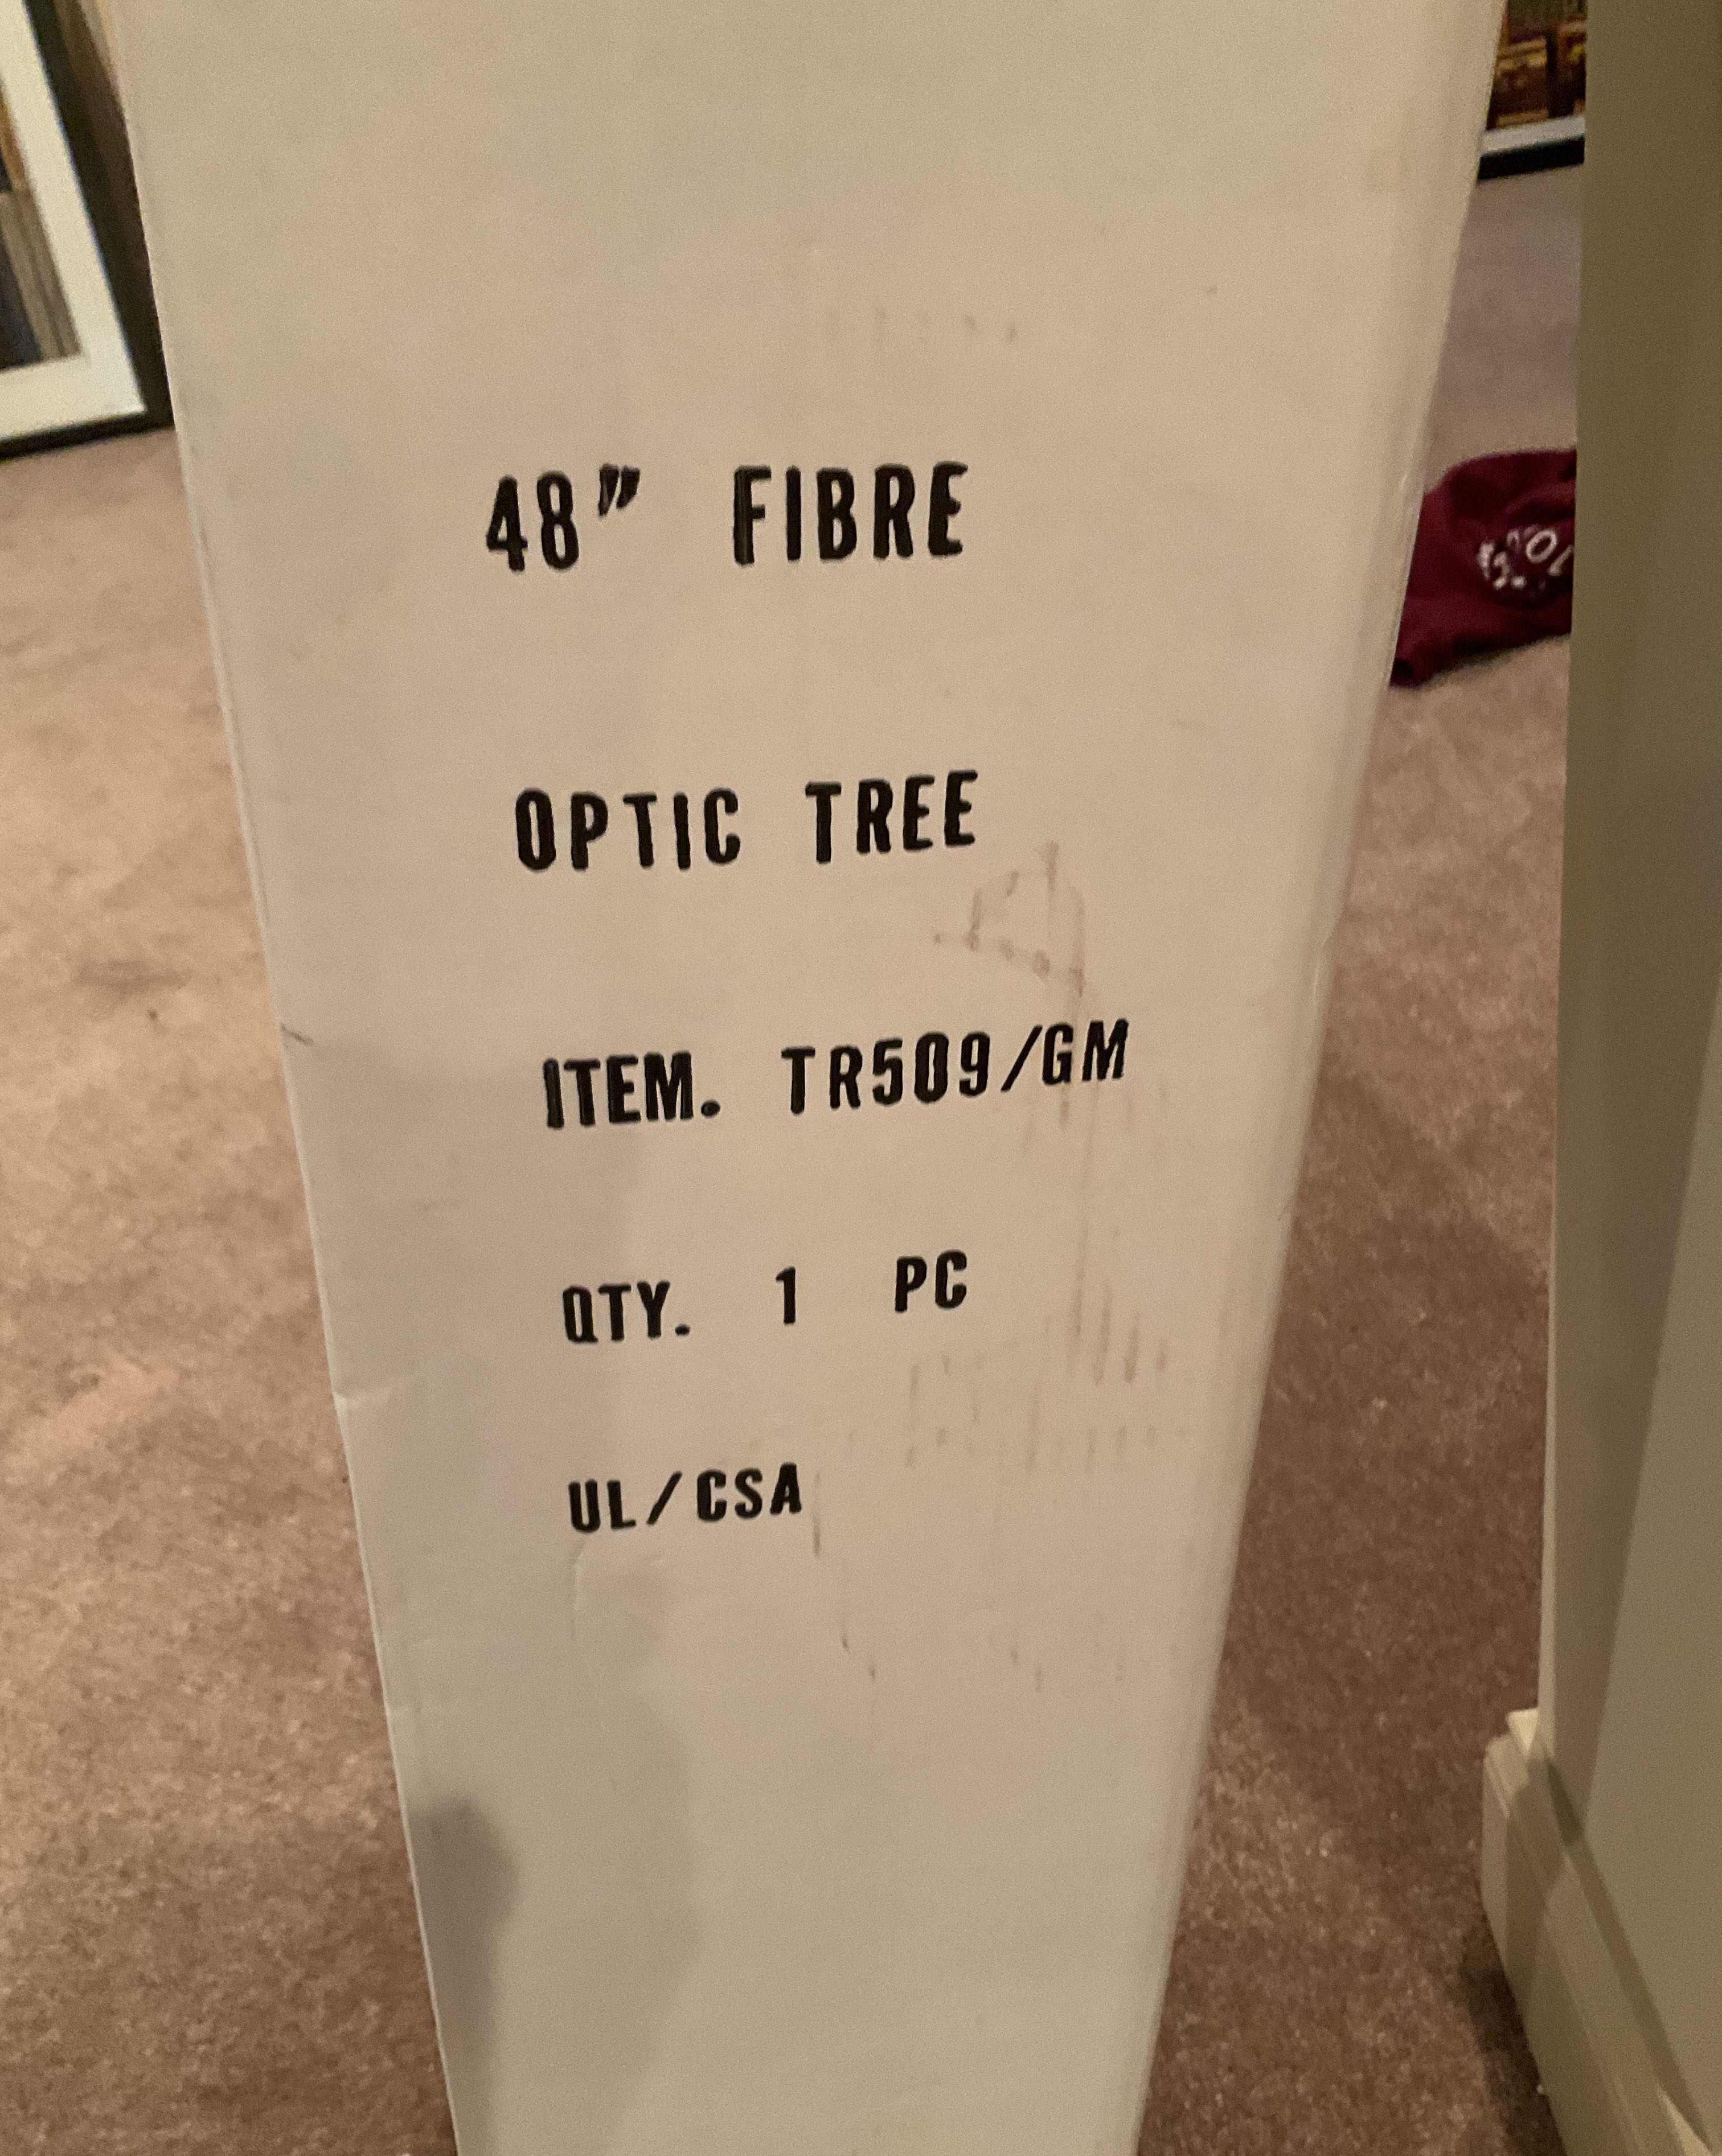 48" FIBRE
OPTIC TREE
ITEM. TR509/GM
QTY. 1 PC
UL/CSA